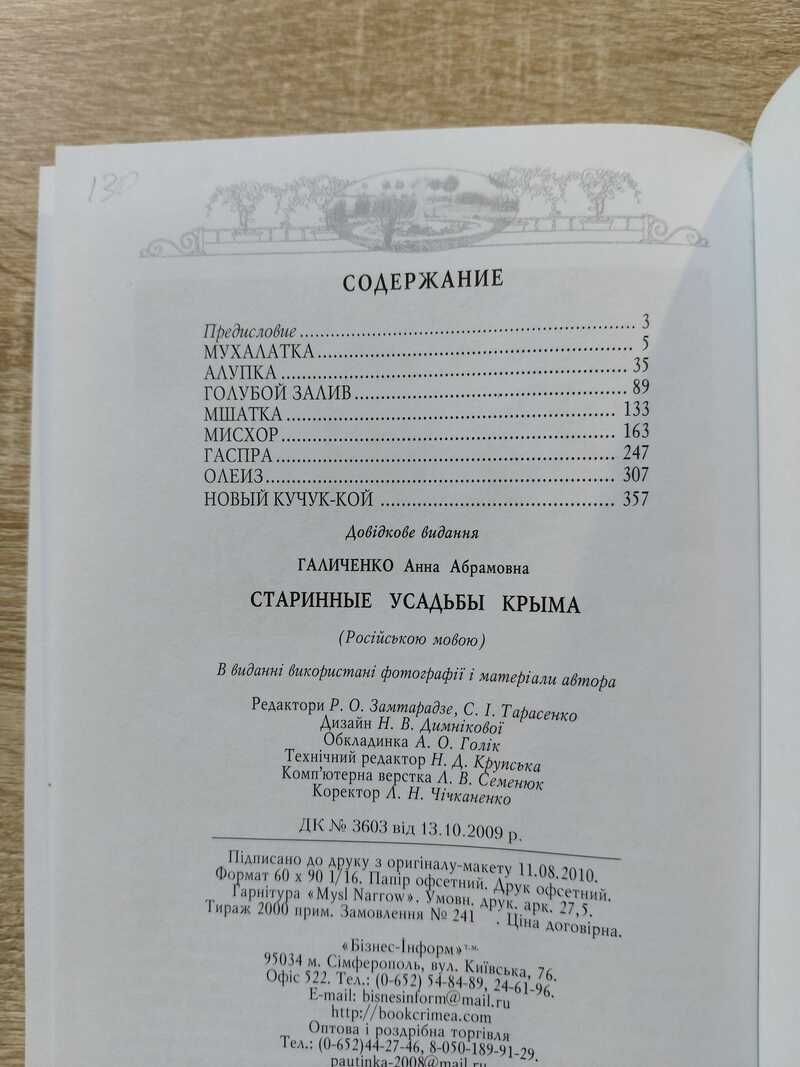 130
СОДЕРЖАНИЕ
Предисловие ........ 3
МУХАЛАТКА ........ 5
АЛУПКА ........ 35
ГОЛУБОЙ ЗАЛИВ ........ 89
МШАТКА ........ 133
МИСХОР ........ 163
ГАСПРА ........ 247
ОЛЕИЗ ........ 307
НОВЫЙ КУЧУК-КОЙ ........ 357
Довідкове видання
ГАЛИЧЕНКО Анна Абрамовна
СТАРИННЫЕ УСАДЬБЫ КРЫМА
(Російською мовою)
В виданні використані фотографії і матеріали автора
Редактори Р. О. Замтарадзе, С. І. Тарасенко
Дизайн Н. В. Димнікової
Обкладинка А. О. Голік
Технічний редактор Н. Д. Крупська
Комп'ютерна верстка Л. В. Семенюк
Коректор Л. Н. Чічканенко
ДК № 3603 від 13.10.2009 р.
Підписано до друку з оригіналу-макету 11.08.2010.
Формат 60 х 90 1/16. Папір офсетний. Друк офсетний.
Гарнітура «Mysl Narrow». Умовн. друк. арк. 27,5.
Тираж 2000 прим. Замовлення № 241 . Ціна договірна.
«Бізнес-Інформ» т.м.
95034 м. Сімферополь, вул. Київська, 76.
Офіс 522. Тел.: (0-652) 54-84-89, 24-61-96.
E-mail: bisnesinform@mail.ru
http://bookcrimea.com
Оптова і роздрібна торгівля
Тел.: (0-652)44-27-46, 8-050-189-91-29.
pautinka-2008@mail.ru